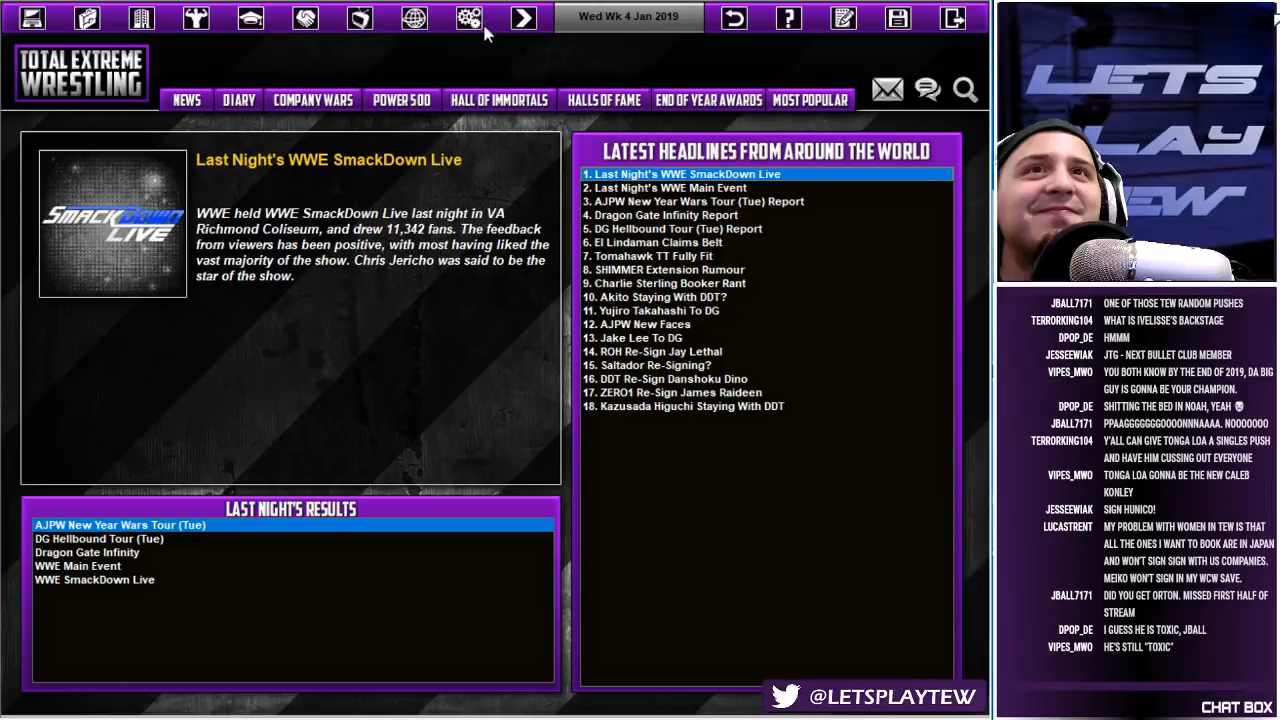 Wed Wk 4 Jan 2019
TOTAL EXTREME
WRESTLING
NEWS
DIARY
COMPANY WARS
POWER 500
HALL OF IMMORTALS
HALLS OF FAME
END OF YEAR AWARDS
MOST POPULAR
SMACKDOWN
LIVE
Last Night's WWE SmackDown Live
WWE held WWE SmackDown Live last night in VA
Richmond Coliseum, and drew 11,342 fans. The feedback
from viewers has been positive, with most having liked the
vast majority of the show. Chris Jericho was said to be the
star of the show.
LATEST HEADLINES FROM AROUND THE WORLD
1. Last Night's WWE SmackDown Live
2. Last Night's WWE Main Event
3. AJPW New Year Wars Tour (Tue) Report
4. Dragon Gate Infinity Report
5. DG Hellbound Tour (Tue) Report
6. El Lindaman Claims Belt
7. Tomahawk TT Fully Fit
8. SHIMMER Extension Rumour
9. Charlie Sterling Booker Rant
10. Akito Staying With DDT?
11. Yujiro Takahashi To DG
12. AJPW New Faces
13. Jake Lee To DG
14. ROH Re-Sign Jay Lethal
15. Saltador Re-Signing?
16. DDT Re-Sign Danshoku Dino
17. ZERO1 Re-Sign James Raideen
18. Kazusada Higuchi Staying With DDT
LAST NIGHT'S RESULTS
AJPW New Year Wars Tour (Tue)
DG Hellbound Tour (Tue)
Dragon Gate Infinity
WWE Main Event
WWE SmackDown Live
@LETSPLAYTEW
LETS
PLAY
TEW
JBALL7171 ONE OF THOSE TEW RANDOM PUSHES
TERRORKING104 WHAT IS IVELISSE'S BACKSTAGE
DPOP_DE HMMM
JESSEEWIAK JTG - NEXT BULLET CLUB MEMBER
VIPES_MWO YOU BOTH KNOW BY THE END OF 2019, DA BIG
GUY IS GONNA BE YOUR CHAMPION.
DPOP_DE SHITTING THE BED IN NOAH, YEAH
JBALL7171 PPAAGGGGGGOOOONNNAAAA. NOOOOOOO
TERRORKING104 Y'ALL CAN GIVE TONGA LOA A SINGLES PUSH
AND HAVE HIM CUSSING OUT EVERYONE
VIPES_MWO TONGA LOA GONNA BE THE NEW CALEB
KONLEY
JESSEEWIAK SIGN HUNICO!
LUCASTRENT MY PROBLEM WITH WOMEN IN TEW IS THAT
ALL THE ONES I WANT TO BOOK ARE IN JAPAN
AND WON'T SIGN SIGN WITH US COMPANIES.
MEIKO WON'T SIGN IN MY WCW SAVE.
JBALL7171 DID YOU GET ORTON. MISSED FIRST HALF OF
STREAM
DPOP_DE I GUESS HE IS TOXIC, JBALL
VIPES_MWO HE'S STILL "TOXIC"
CHAT BOX